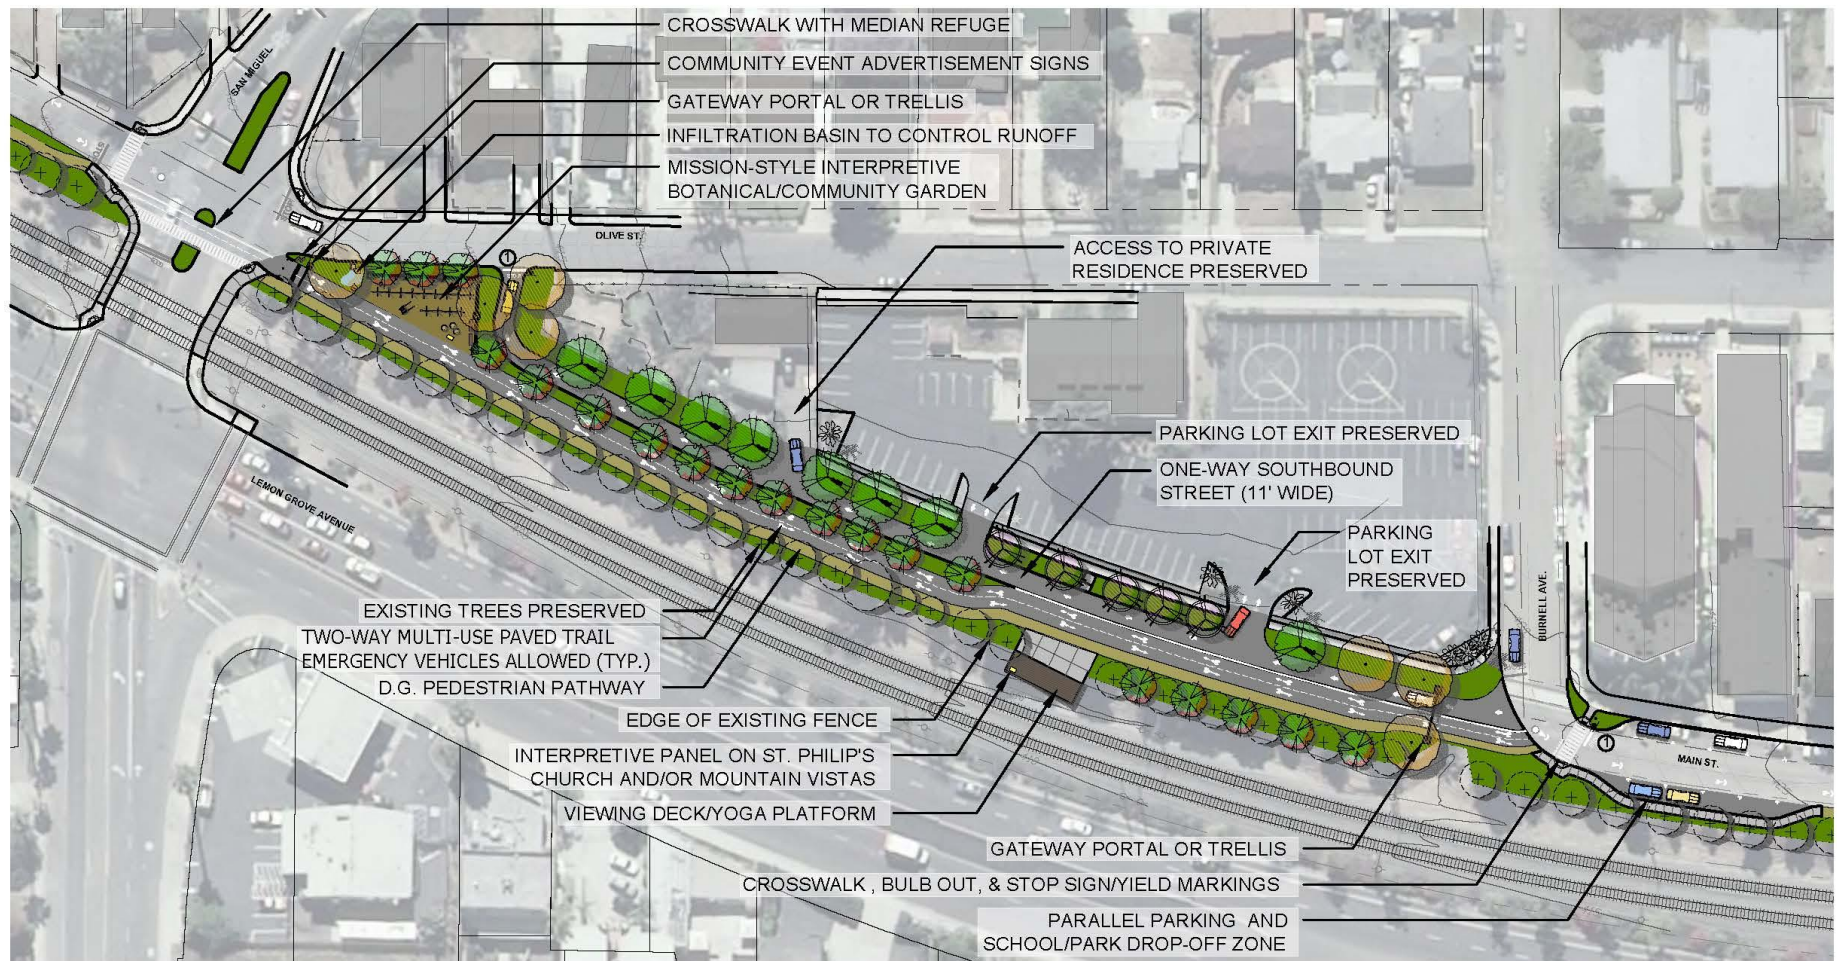 CROSSWALK WITH MEDIAN REFUGE
COMMUNITY EVENT ADVERTISEMENT SIGNS
GATEWAY PORTAL OR TRELLIS
INFILTRATION BASIN TO CONTROL RUNOFF
MISSION-STYLE INTERPRETIVE
BOTANICAL/COMMUNITY GARDEN
SAN MIGUEL
STOP
OLIVE ST.
1
ACCESS TO PRIVATE
RESIDENCE PRESERVED
PARKING LOT EXIT PRESERVED
ONE-WAY SOUTHBOUND
STREET (11' WIDE)
PARKING
LOT EXIT
PRESERVED
LEMON GROVE AVENUE
BURNELL AVE.
EXISTING TREES PRESERVED
TWO-WAY MULTI-USE PAVED TRAIL
EMERGENCY VEHICLES ALLOWED (TYP.)
D.G. PEDESTRIAN PATHWAY
EDGE OF EXISTING FENCE
INTERPRETIVE PANEL ON ST. PHILIP'S
CHURCH AND/OR MOUNTAIN VISTAS
VIEWING DECK/YOGA PLATFORM
1
MAIN ST.
GATEWAY PORTAL OR TRELLIS
CROSSWALK , BULB OUT, & STOP SIGN/YIELD MARKINGS
PARALLEL PARKING AND
SCHOOL/PARK DROP-OFF ZONE